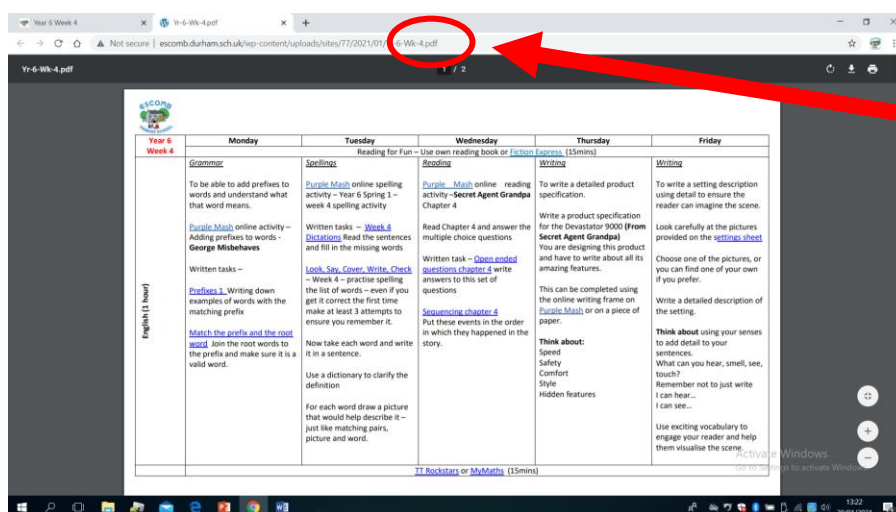 Year 6 Week 4
Yr-6-Wk-4.pdf
Not secure | escomb.durham.sch.uk/wp-content/uploads/sites/77/2021/01/ -6-Wk-4.pdf
Yr-6-Wk-4.pdf
1 / 2
Escomb
Year 6
Week 4
Monday
Tuesday
Wednesday
Thursday
Friday
Reading for Fun – Use own reading book or Fiction Express (15mins)
English (1 hour)
Grammar
To be able to add prefixes to
words and understand what
that word means.
Purple Mash online activity –
Adding prefixes to words -
George Misbehaves
Written tasks –
Prefixes 1 Writing down
examples of words with the
matching prefix
Match the prefix and the root
word Join the root words to
the prefix and make sure it is a
valid word.
Spellings
Purple Mash online spelling
activity – Year 6 Spring 1 –
week 4 spelling activity
Written tasks – Week 4
Dictations Read the sentences
and fill in the missing words
Look, Say, Cover, Write, Check
– Week 4 – practise spelling
the list of words – even if you
get it correct the first time
make at least 3 attempts to
ensure you remember it.
Now take each word and write
it in a sentence.
Use a dictionary to clarify the
definition
For each word draw a picture
that would help describe it –
just like matching pairs,
picture and word.
Reading
Purple Mash online reading
activity –Secret Agent Grandpa
Chapter 4
Read Chapter 4 and answer the
multiple choice questions
Written task – Open ended
questions chapter 4 write
answers to this set of
questions
Sequencing chapter 4
Put these events in the order
in which they happened in the
story.
Writing
To write a detailed product
specification.
Write a product specification
for the Devastator 9000 (From
Secret Agent Grandpa)
You are designing this product
and have to write about all its
amazing features.
This can be completed using
the online writing frame on
Purple Mash or on a piece of
paper.
Think about:
Speed
Safety
Comfort
Style
Hidden features
Writing
To write a setting description
using detail to ensure the
reader can imagine the scene.
Look carefully at the pictures
provided on the settings sheet
Choose one of the pictures, or
you can find one of your own
if you prefer.
Write a detailed description of
the setting.
Think about using your senses
to add detail to your
sentences.
What can you hear, smell, see,
touch?
Remember not to just write
I can hear...
I can see...
Use exciting vocabulary to
engage your reader and help
them visualise the scene.
TT Rockstars or MyMaths (15mins)
Activate Windows
Go to Settings to activate Windows.
13:22